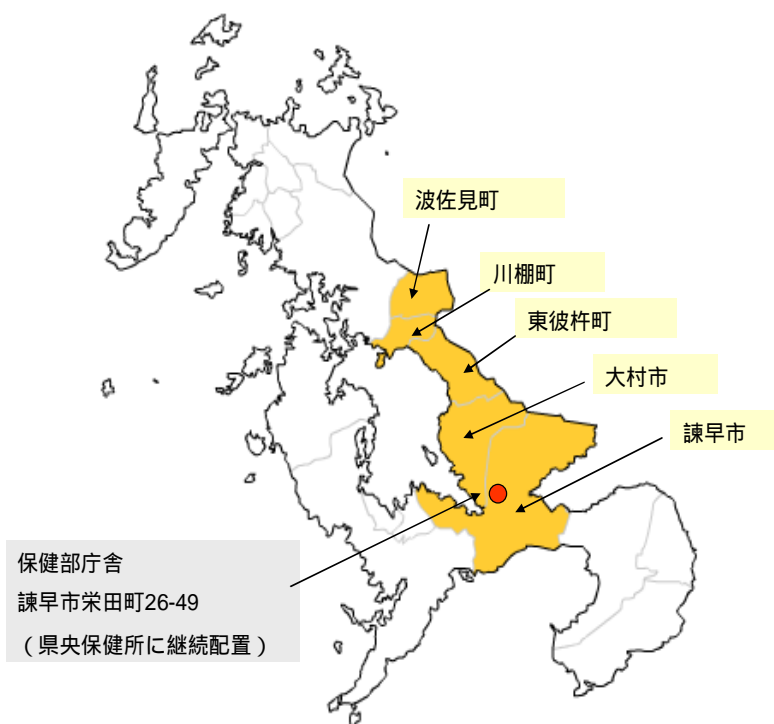 波佐見町
川棚町
東彼杵町
大村市
諫早市
保健部庁舎
諫早市栄田町26-49
（県央保健所に継続配置）